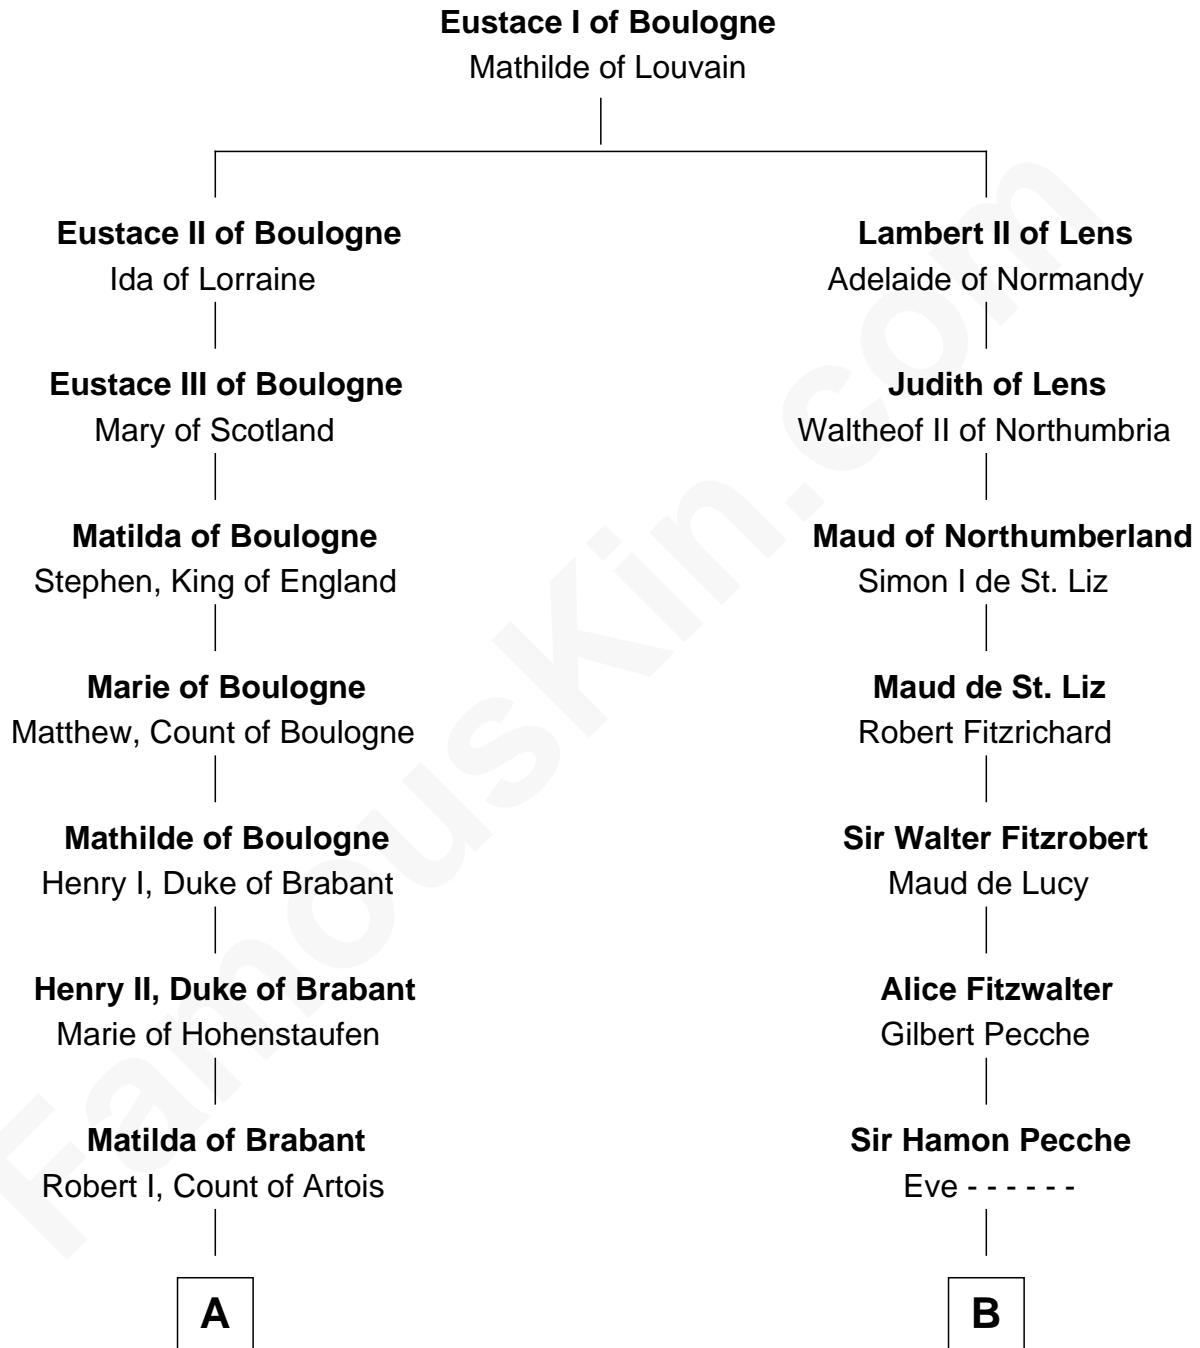 Eustace I of Boulogne
Mathilde of Louvain
Eustace II of Boulogne
Ida of Lorraine
Lambert II of Lens
Adelaide of Normandy
Eustace III of Boulogne
Mary of Scotland
Judith of Lens
Waltheof II of Northumbria
Matilda of Boulogne
Stephen, King of England
Maud of Northumberland
Simon I de St. Liz
Marie of Boulogne
Matthew, Count of Boulogne
Maud de St. Liz
Robert Fitzrichard
Mathilde of Boulogne
Henry I, Duke of Brabant
Sir Walter Fitzrobert
Maud de Lucy
Henry II, Duke of Brabant
Marie of Hohenstaufen
Alice Fitzwalter
Gilbert Pecche
Matilda of Brabant
Robert I, Count of Artois
Sir Hamon Pecche
Eve - - - - - -
A
B
FamousKin.com